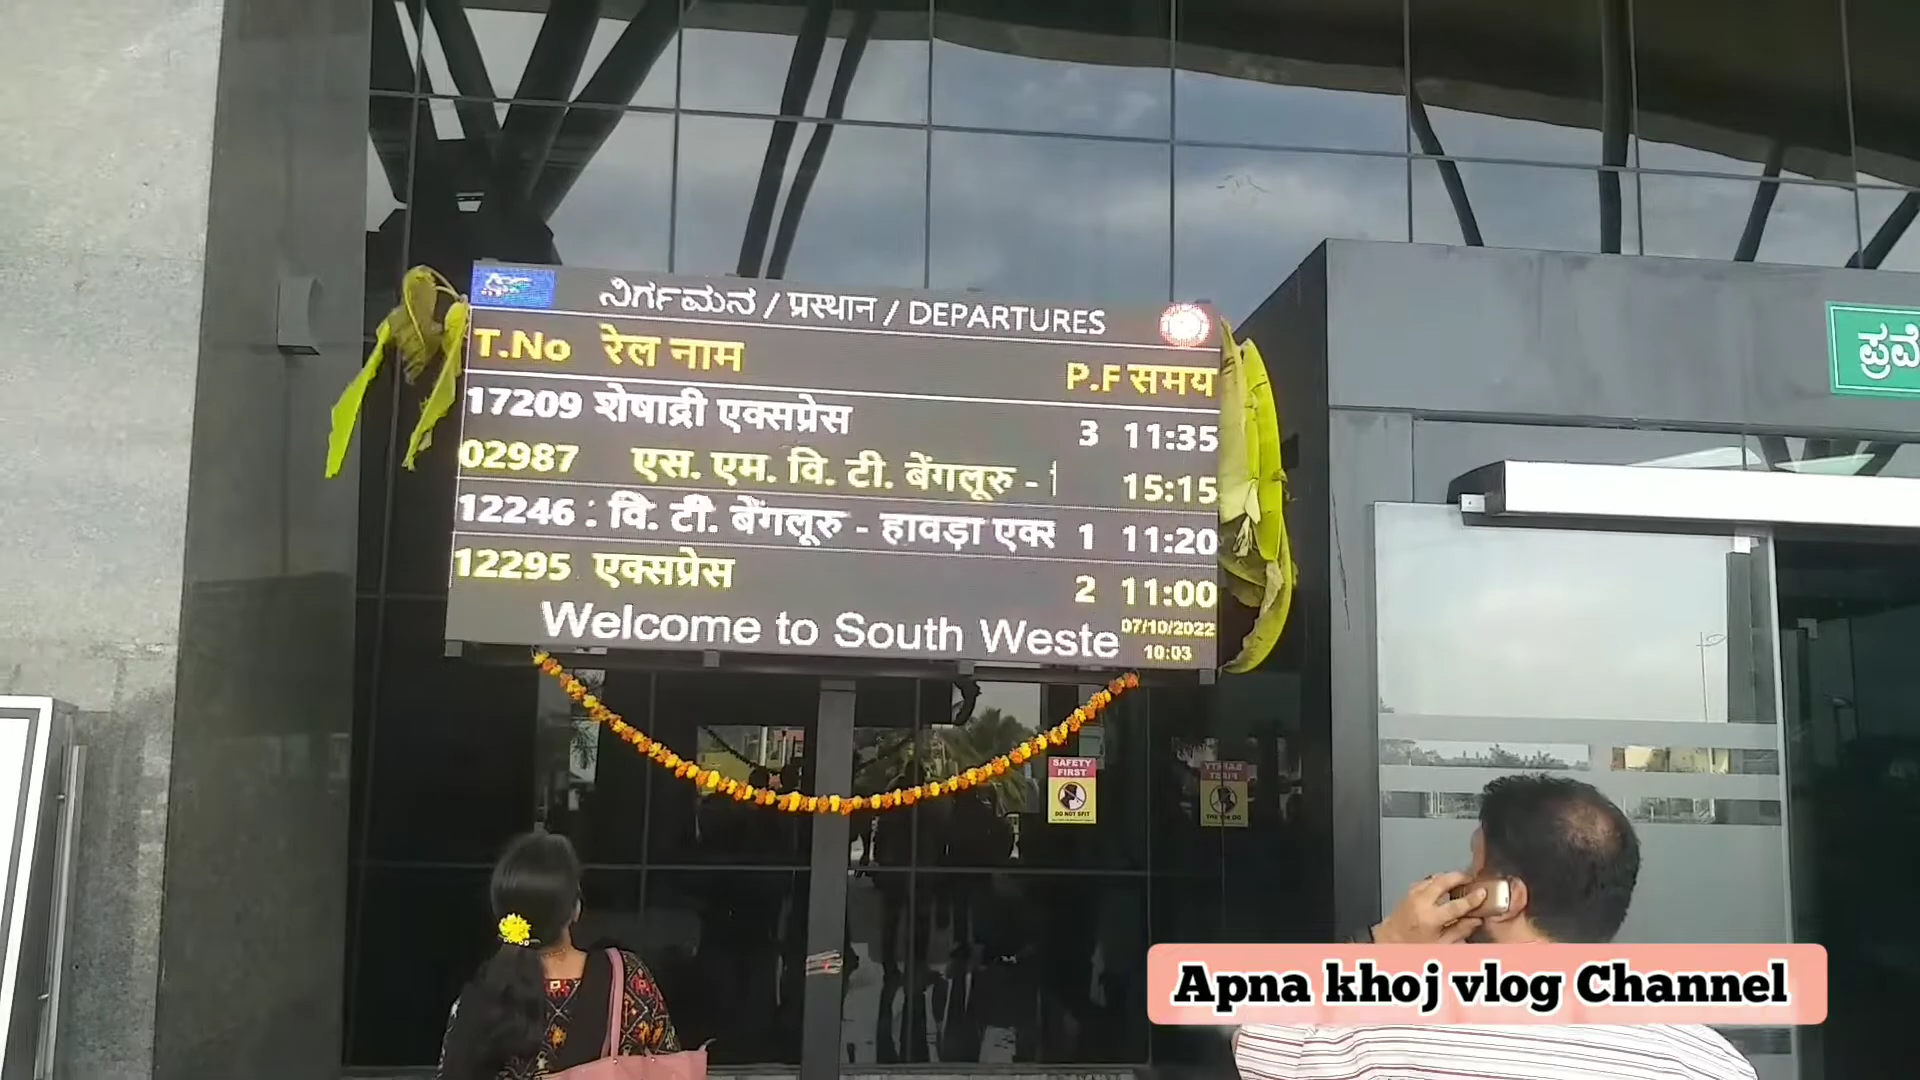 ನಿರ್ಗಮನ / प्रस्थान / DEPARTURES
T.No रेल नाम P.F समय
17209 शेषाद्री एक्सप्रेस 3 11:35
02987 एस. एम. वि. टी. बेंगलूरु - 15:15
12246 : वि. टी. बेंगलूरु - हावड़ा एक्स 1 11:20
12295 एक्सप्रेस 2 11:00
Welcome to South Weste
07/10/2022
10:03
ಪ್ರವೇ
SAFETY
FIRST
DO NOT SPIT
Apna khoj vlog Channel